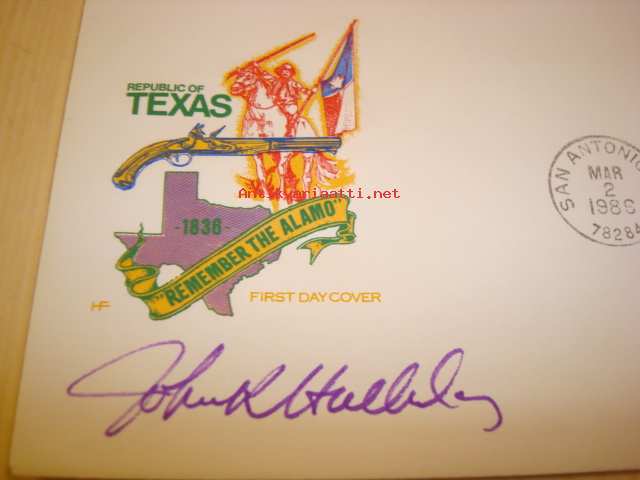 REPUBLIC OF
TEXAS
Antikvariaatti.net
-1836-
"REMEMBER THE ALAMO"
HF
FIRST DAY COVER
SAN ANTONIO
MAR
2
1986
78284
John